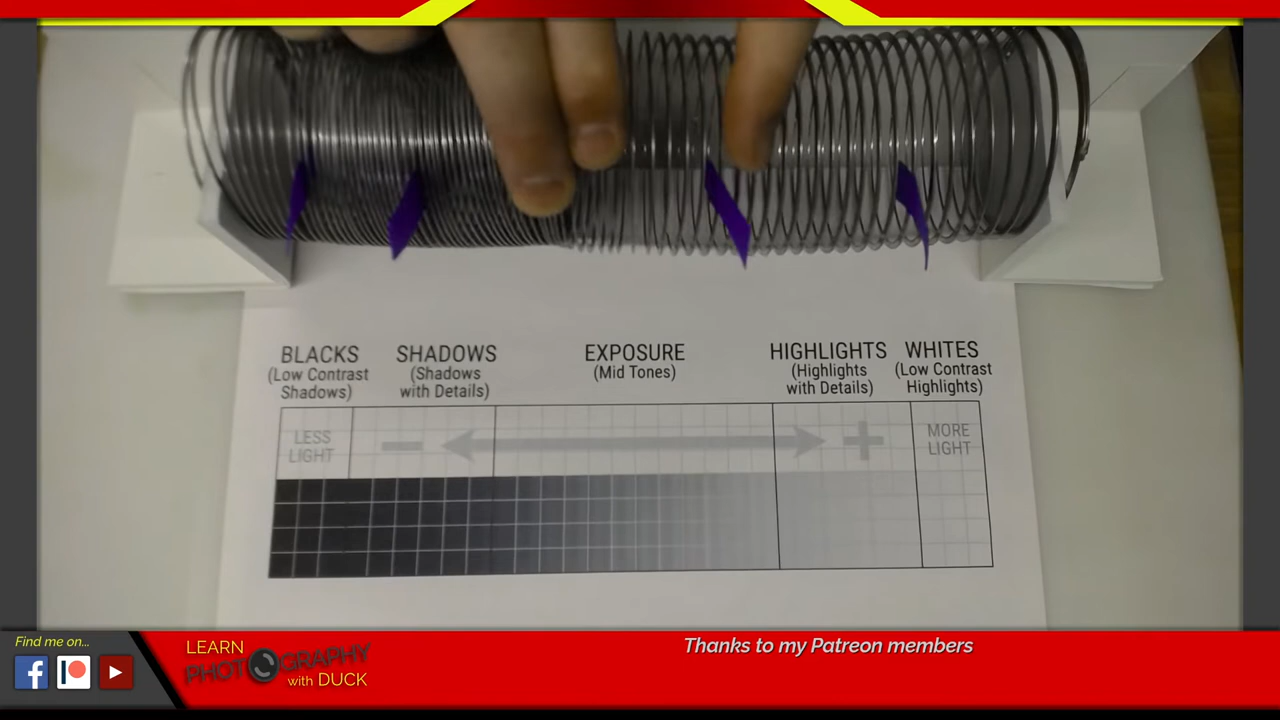 BLACKS
(Low Contrast
Shadows)
SHADOWS
(Shadows
with Details)
EXPOSURE
(Mid Tones)
HIGHLIGHTS
(Highlights
with Details)
WHITES
(Low Contrast
Highlights)
LESS
LIGHT
MORE
LIGHT
Find me on...
LEARN
PHOTOGRAPHY
with DUCK
Thanks to my Patreon members